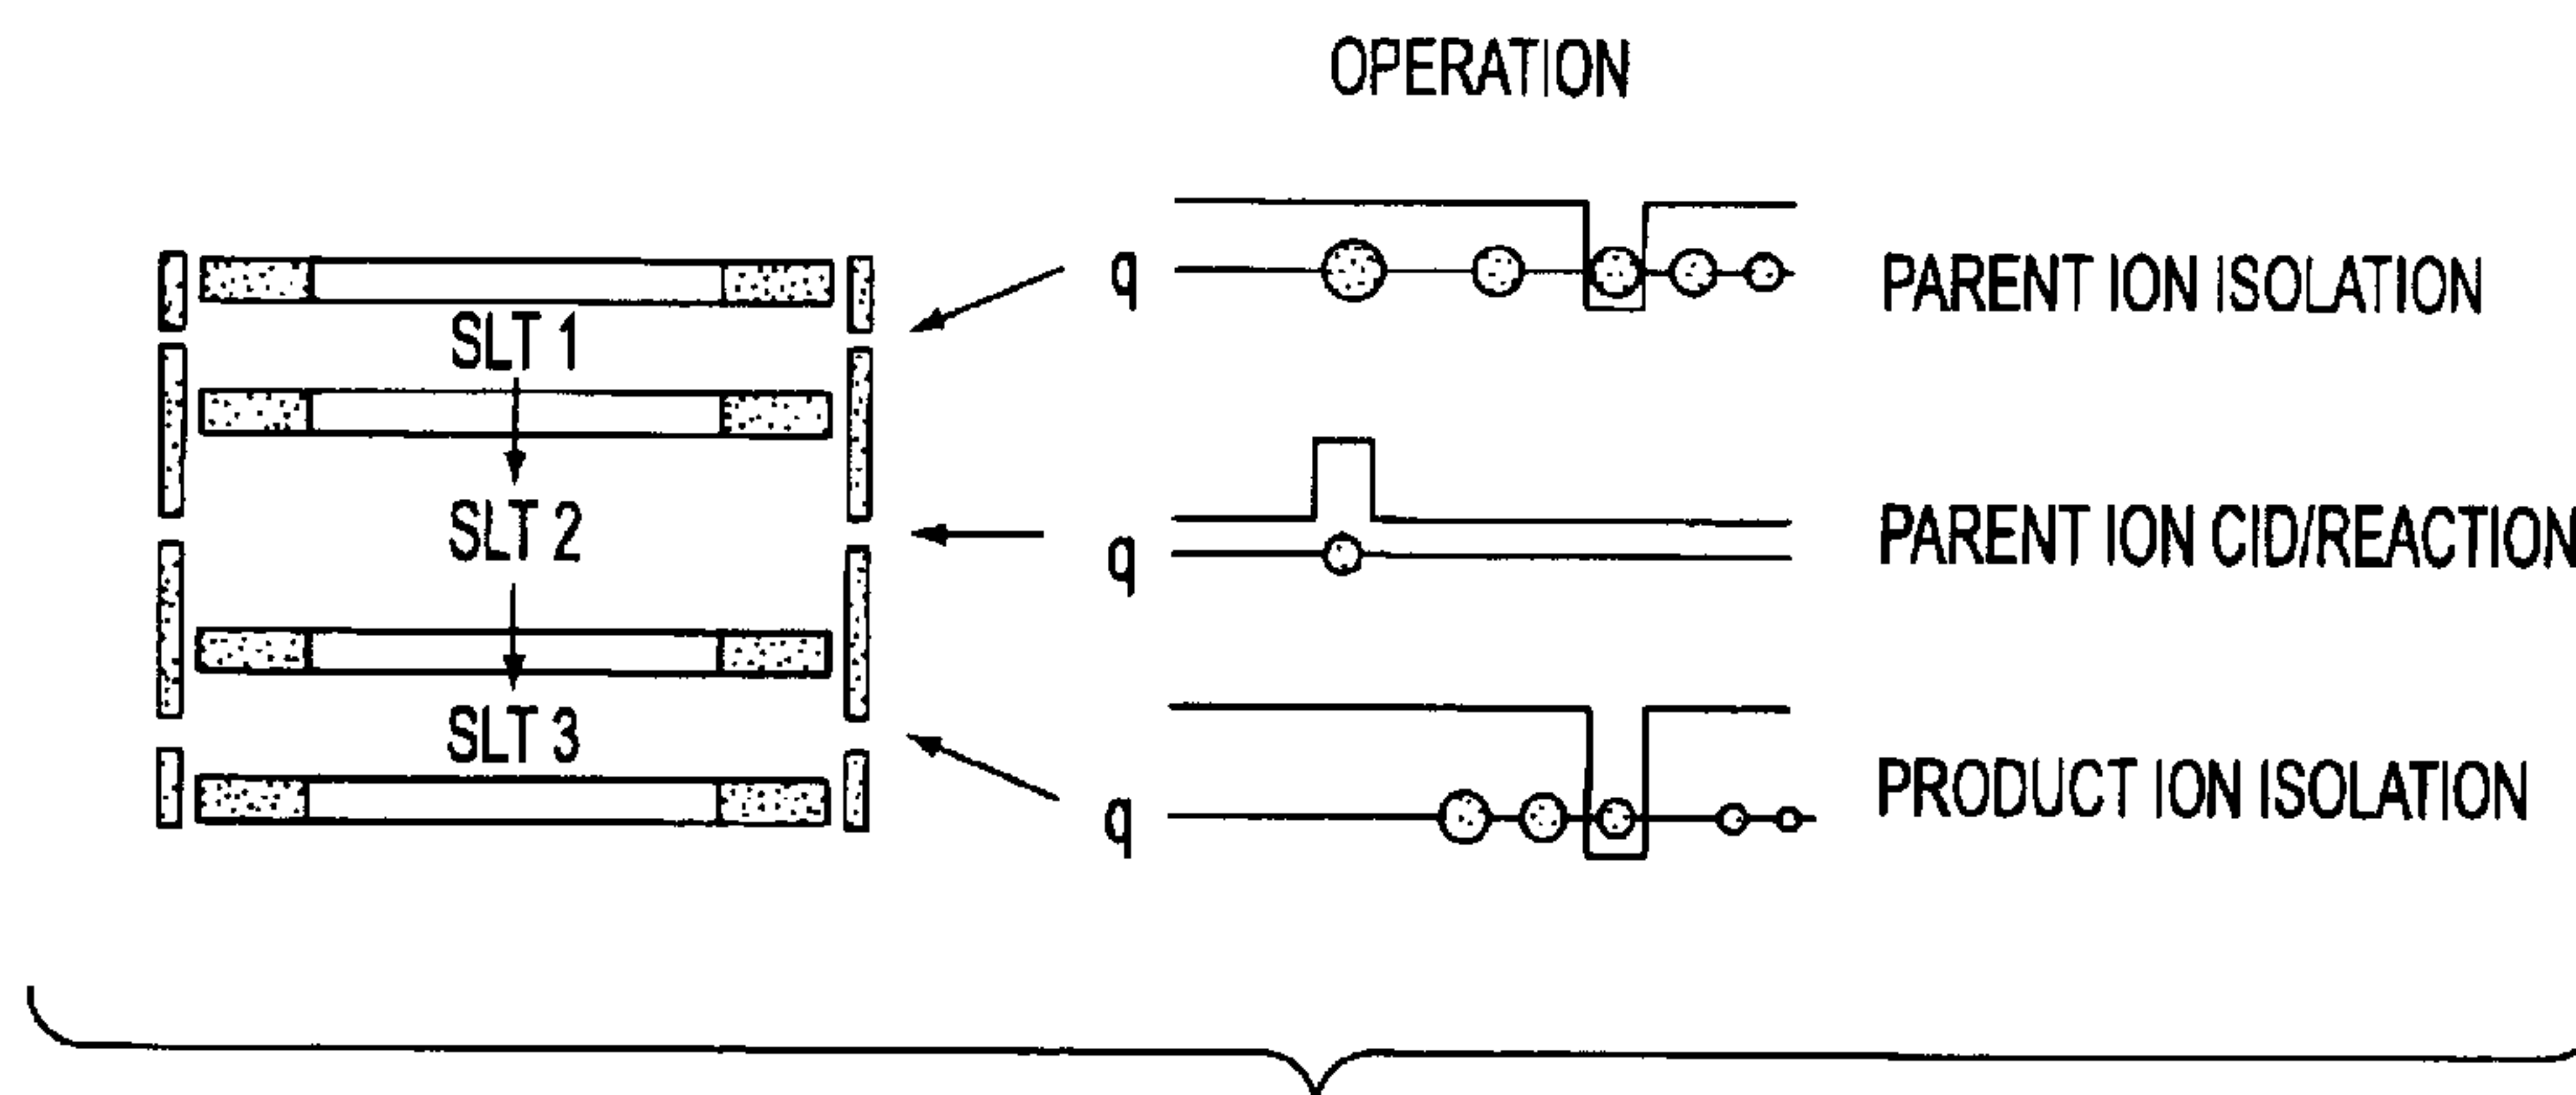 OPERATION
SLT 1
q
PARENT ION ISOLATION
SLT 2
q
PARENT ION CID/REACTION
SLT 3
q
PRODUCT ION ISOLATION